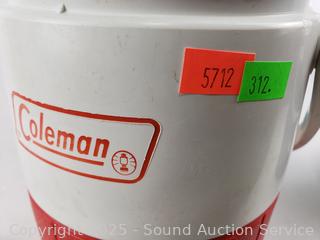 5712 312.
Coleman
Copyright 2025 - Sound Auction Service